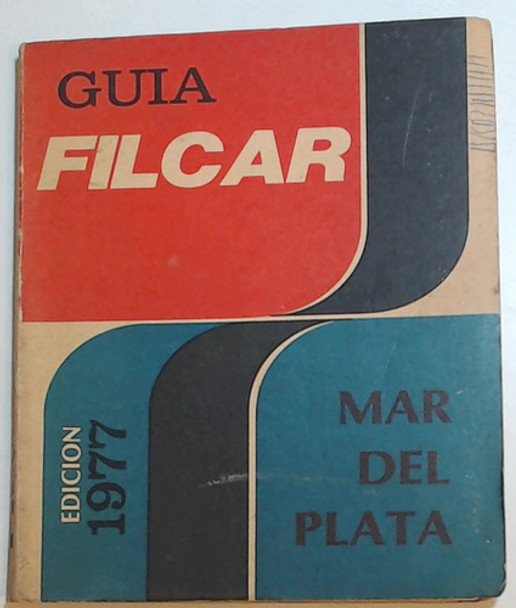 GUIA
FILCAR
EDICION
1977
MAR
DEL
PLATA